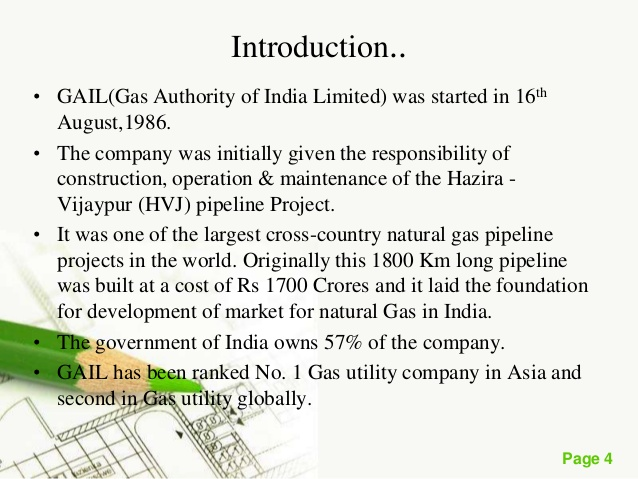 Introduction..
• GAIL(Gas Authority of India Limited) was started in 16th
August,1986.
• The company was initially given the responsibility of
construction, operation & maintenance of the Hazira -
Vijaypur (HVJ) pipeline Project.
• It was one of the largest cross-country natural gas pipeline
projects in the world. Originally this 1800 Km long pipeline
was built at a cost of Rs 1700 Crores and it laid the foundation
for development of market for natural Gas in India.
• The government of India owns 57% of the company.
• GAIL has been ranked No. 1 Gas utility company in Asia and
second in Gas utility globally.
Page 4